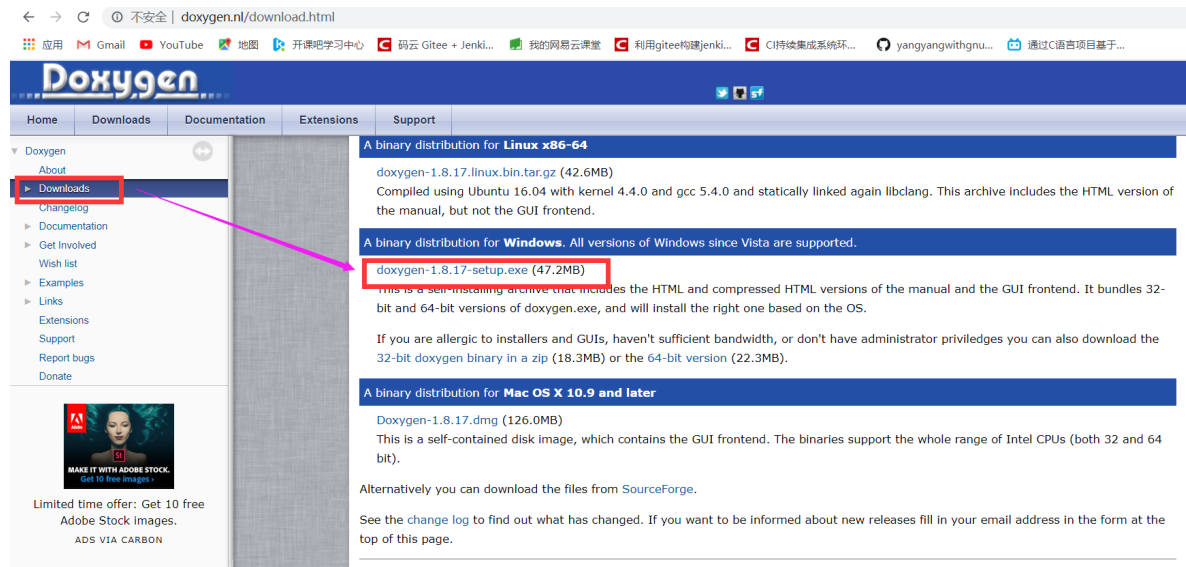 不安全 | doxygen.nl/download.html
应用 Gmail YouTube 地图 开课吧学习中心 码云 Gitee + Jenki... 我的网易云课堂 利用gitee构建jenki... CI持续集成系统环... yangyangwithgnu... 通过C语言项目基于...
Doxygen
Home Downloads Documentation Extensions Support
Doxygen
About
Downloads
Changelog
Documentation
Get Involved
Wish list
Examples
Links
Extensions
Support
Report bugs
Donate
MAKE IT WITH ADOBE STOCK.
Get 10 free images ›
Adobe
St
Limited time offer: Get 10 free
Adobe Stock images.
ADS VIA CARBON
A binary distribution for Linux x86-64
doxygen-1.8.17.linux.bin.tar.gz (42.6MB)
Compiled using Ubuntu 16.04 with kernel 4.4.0 and gcc 5.4.0 and statically linked again libclang. This archive includes the HTML version of
the manual, but not the GUI frontend.
A binary distribution for Windows. All versions of Windows since Vista are supported.
doxygen-1.8.17-setup.exe (47.2MB)
This is a self-installing archive that includes the HTML and compressed HTML versions of the manual and the GUI frontend. It bundles 32-
bit and 64-bit versions of doxygen.exe, and will install the right one based on the OS.
If you are allergic to installers and GUIs, haven't sufficient bandwidth, or don't have administrator priviledges you can also download the
32-bit doxygen binary in a zip (18.3MB) or the 64-bit version (22.3MB).
A binary distribution for Mac OS X 10.9 and later
Doxygen-1.8.17.dmg (126.0MB)
This is a self-contained disk image, which contains the GUI frontend. The binaries support the whole range of Intel CPUs (both 32 and 64
bit).
Alternatively you can download the files from SourceForge.
See the change log to find out what has changed. If you want to be informed about new releases fill in your email address in the form at the
top of this page.